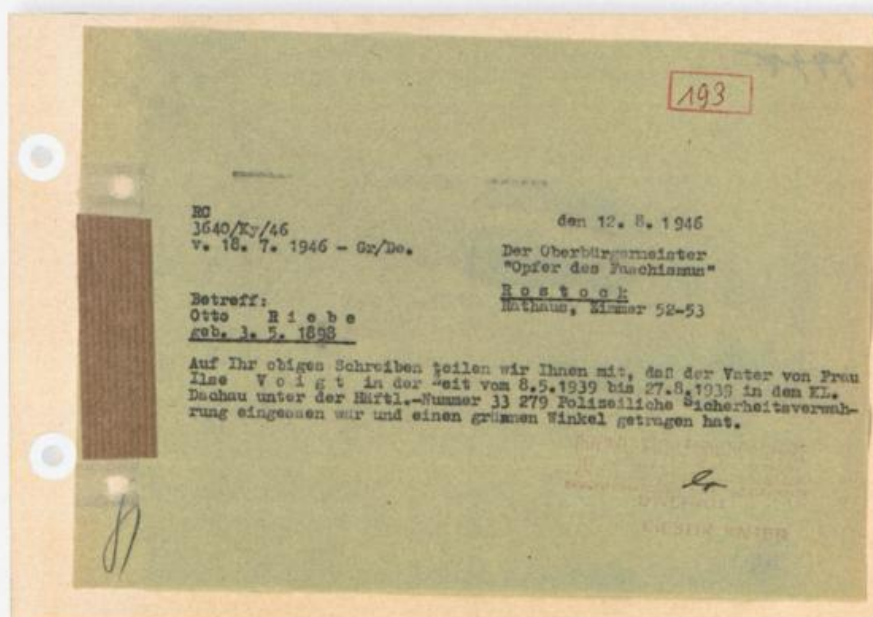 193
RC
3640/Ky/46
v. 18. 7. 1946 - Gr/De.
den 12. 8. 1946
Der Oberbürgermeister
"Opfer des Faschismus"
Rostock
Rathaus, Zimmer 52-53
Betreff:
Otto Riebe
geb. 3. 5. 1898
Auf Ihr obiges Schreiben teilen wir Ihnen mit, daß der Vater von Frau
Ilse Voigt in der Zeit vom 8.5.1939 bis 27.8.1939 in dem KL.
Dachau unter der Häftl.-Nummer 33 279 Polizeiliche Sicherheitsverwah-
rung eingesessen war und einen grünen Winkel getragen hat.